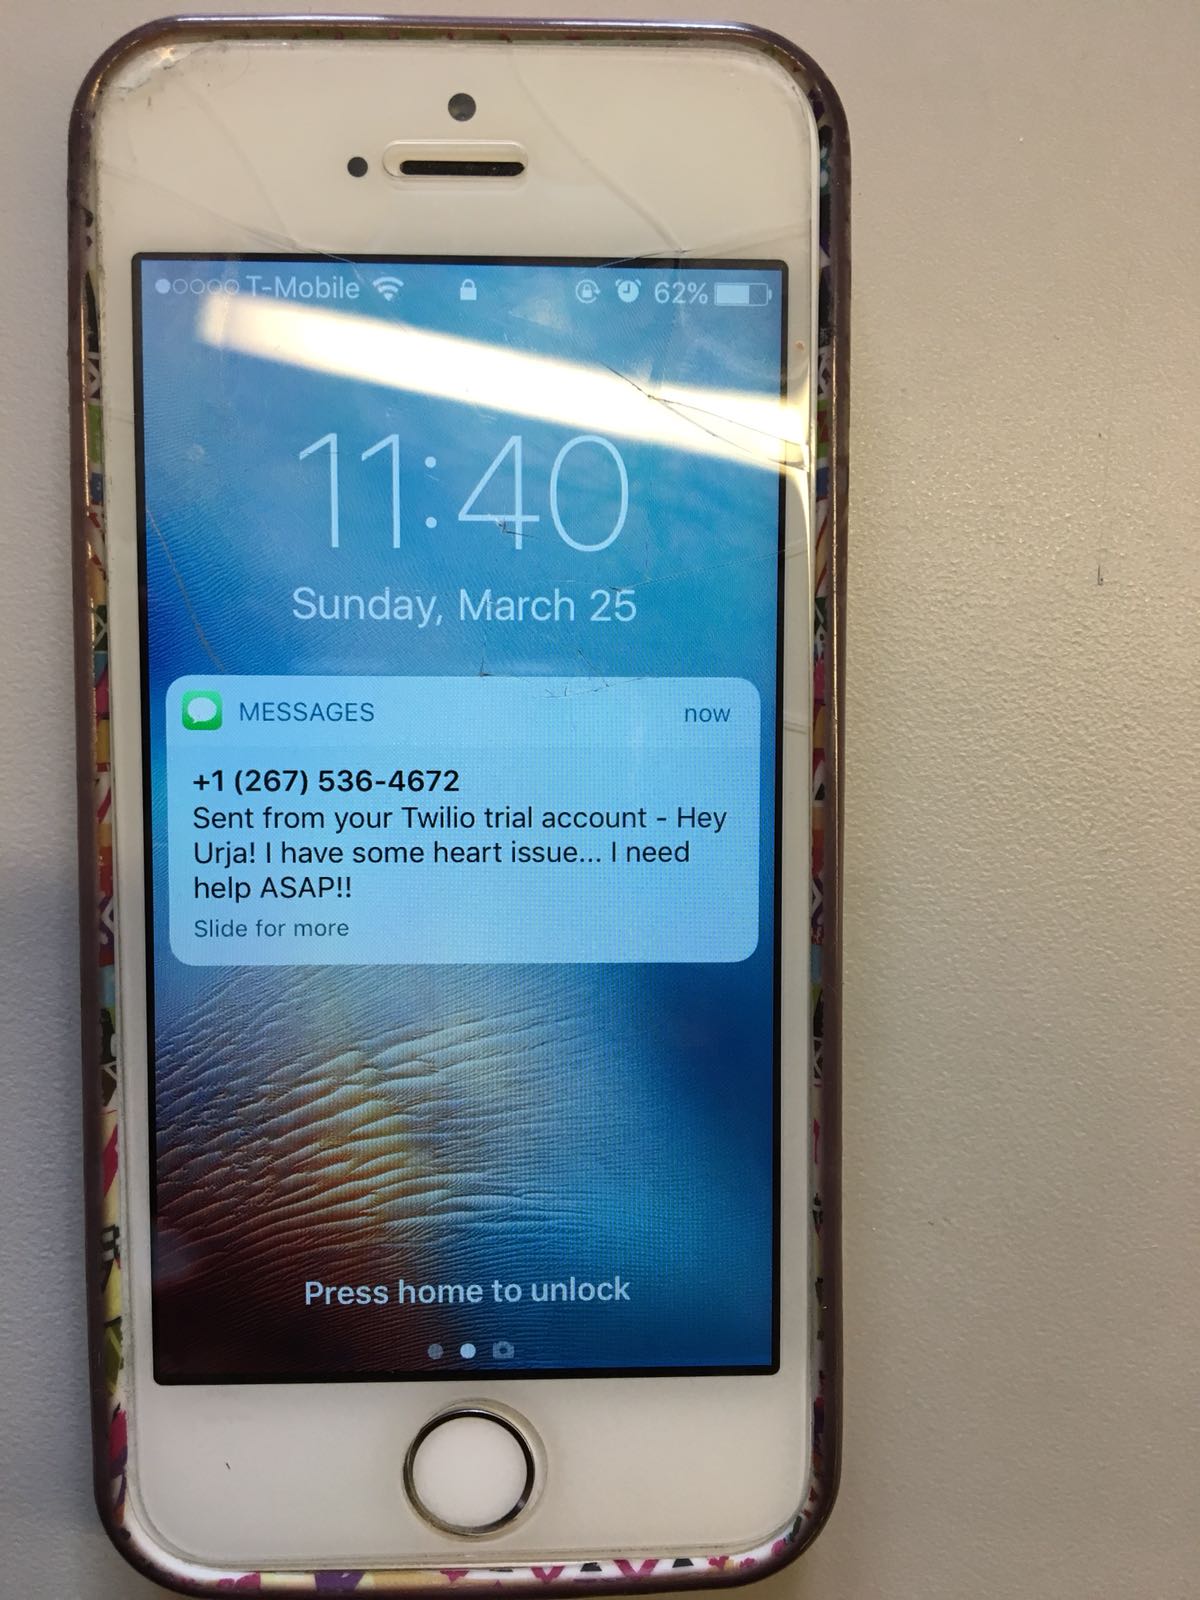 T-Mobile 62%
11:40
Sunday, March 25
MESSAGES now
+1 (267) 536-4672
Sent from your Twilio trial account - Hey
Urja! I have some heart issue... I need
help ASAP!!
Slide for more
Press home to unlock